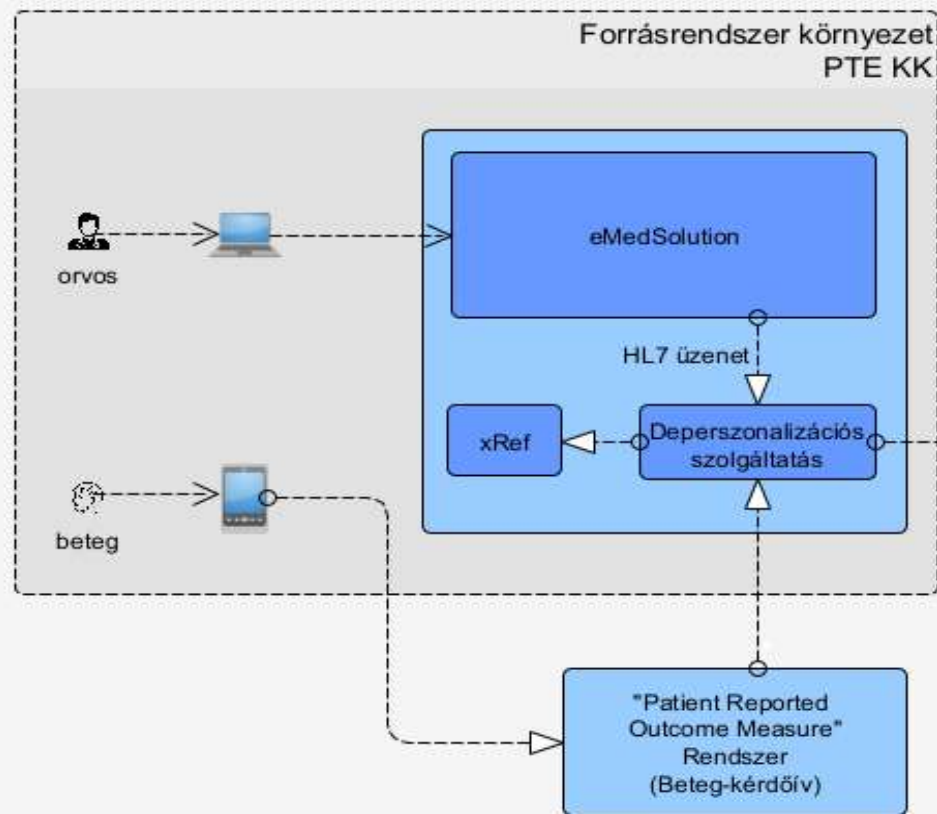 Forrásrendszer környezet
PTE KK
eMedSolution
orvos
HL7 üzenet
xRef
Deperszonalizációs
szolgáltatás
beteg
"Patient Reported
Outcome Measure"
Rendszer
(Beteg-kérdőív)